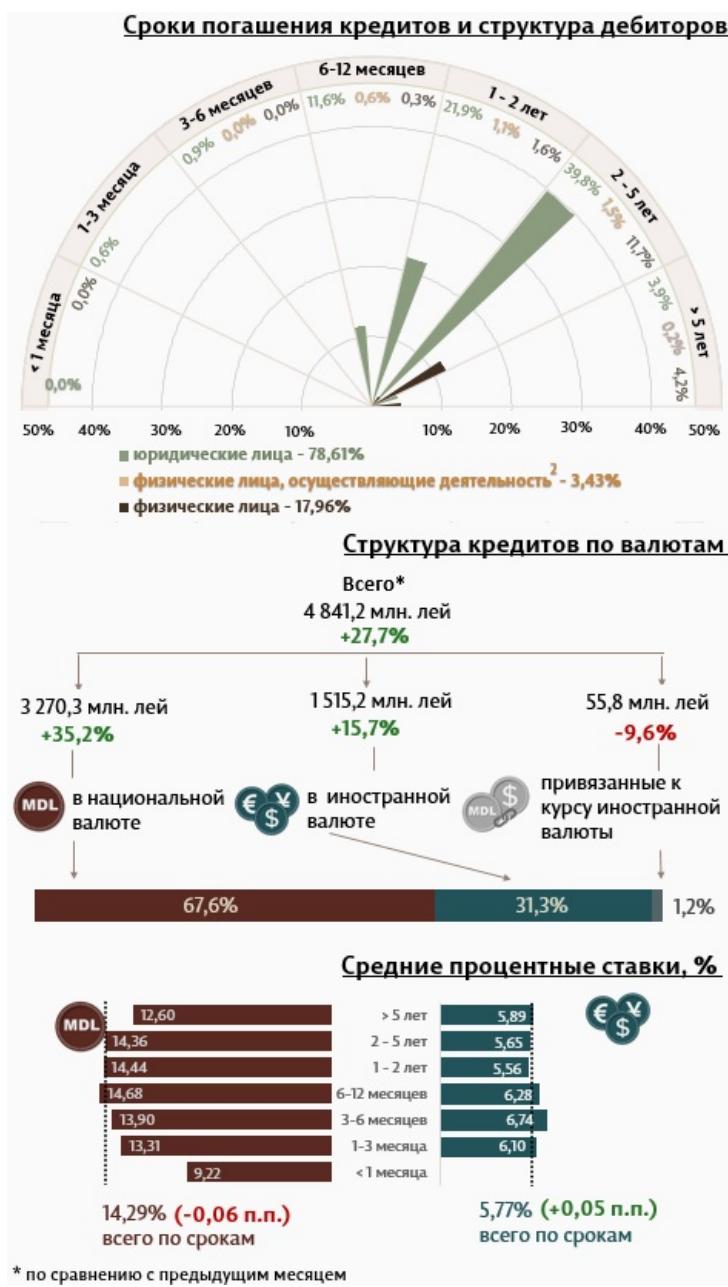 Сроки погашения кредитов и структура дебиторов
< 1 месяца
1-3 месяца
3-6 месяцев
6-12 месяцев
1 - 2 лет
2 - 5 лет
> 5 лет
0,0%
0,6%
0,0%
0,9%
0,0%
0,0%
11,6%
0,6%
0,3%
21,9%
1,1%
1,6%
39,8%
1,5%
11,7%
3,9%
0,2%
4,2%
50% 40% 30% 20% 10% 10% 20% 30% 40% 50%
юридические лица - 78,61%
физические лица, осуществляющие деятельность2 - 3,43%
физические лица - 17,96%
Структура кредитов по валютам
Всего*
4 841,2 млн. лей
+27,7%
3 270,3 млн. лей
+35,2%
1 515,2 млн. лей
+15,7%
55,8 млн. лей
-9,6%
MDL
в национальной
валюте
€ ¥ $
в иностранной
валюте
MDL $
привязанные к
курсу иностранной
валюты
67,6% 31,3% 1,2%
Средние процентные ставки, %
MDL
€ ¥ $
12,60 > 5 лет 5,89
14,36 2 - 5 лет 5,65
14,44 1 - 2 лет 5,56
14,68 6-12 месяцев 6,28
13,90 3-6 месяцев 6,74
13,31 1-3 месяца 6,10
9,22 < 1 месяца
14,29% (-0,06 п.п.)
всего по срокам
5,77% (+0,05 п.п.)
всего по срокам
* по сравнению с предыдущим месяцем